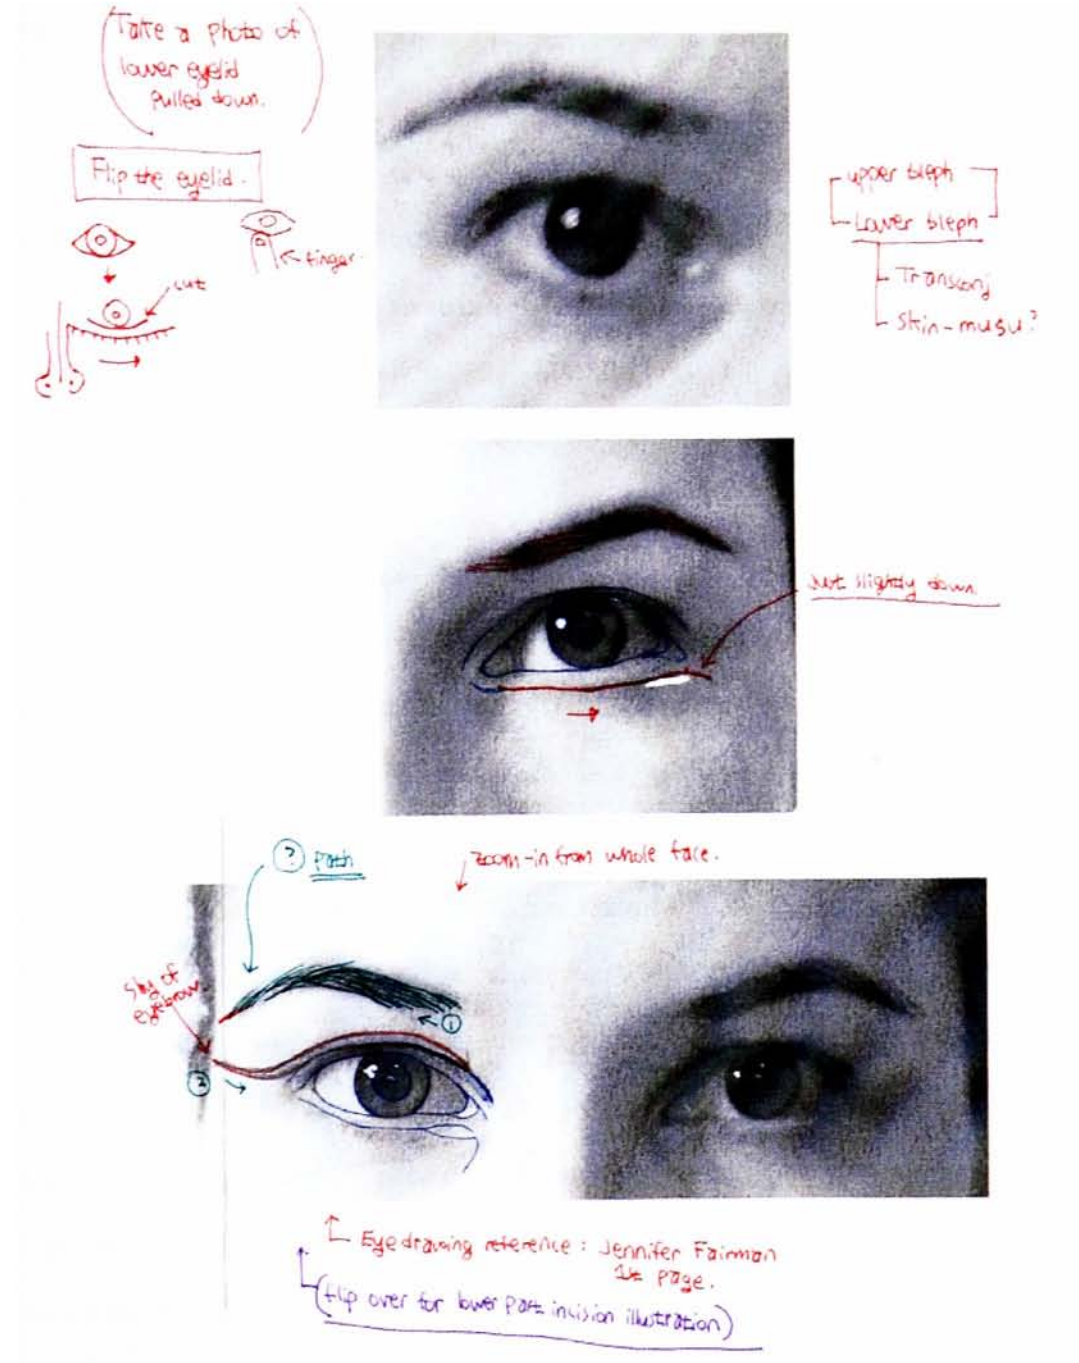 Take a photo of
lower eyelid
pulled down.
Flip the eyelid.
finger.
cut
upper bleph
Lower bleph
Transconj
Skin-musu?
Just slightly down.
? path
Zoom-in from whole face.
of
eyebrow
1
2
Eye drawing reference : Jennifer Fairman
1st page.
(flip over for lower part incision illustration)